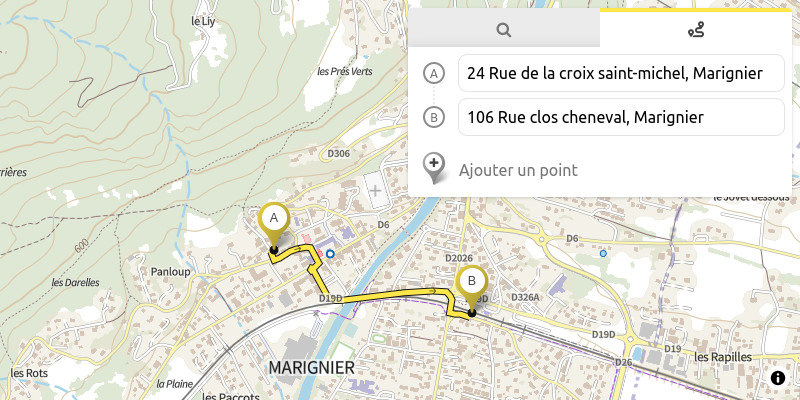 le Liy
les Prés Verts
A
24 Rue de la croix saint-michel, Marignier
B
106 Rue clos cheneval, Marignier
Ajouter un point
D306
rrières
le Jovet dessous
A
D6
D6
600
D2026
Panloup
les Darelles
B
D19D
D326A
D19D
D19
D26
les Rapilles
MARIGNIER
les Rots
la Plaine
les Paccots